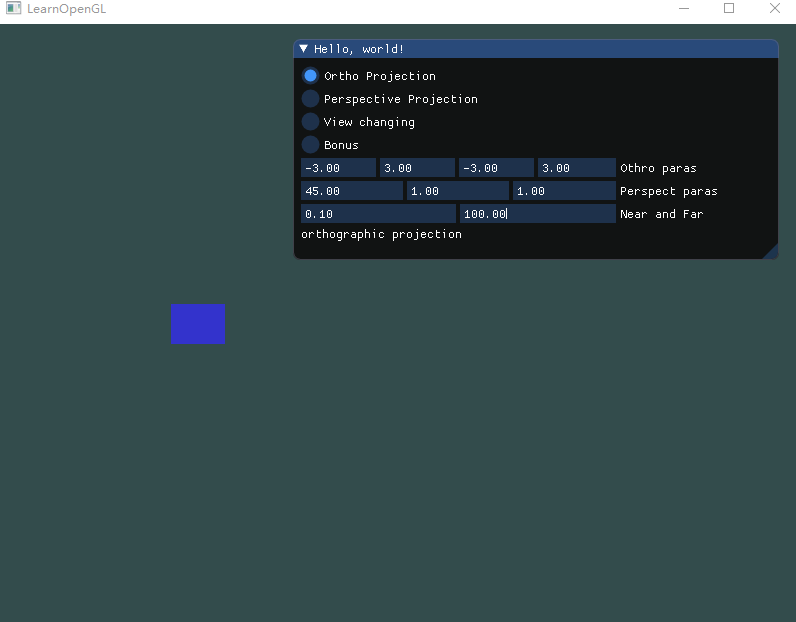 LearnOpenGL
Hello, world!
Ortho Projection
Perspective Projection
View changing
Bonus
-3.00 3.00 -3.00 3.00 Othro paras
45.00 1.00 1.00 Perspect paras
0.10 100.00 Near and Far
orthographic projection